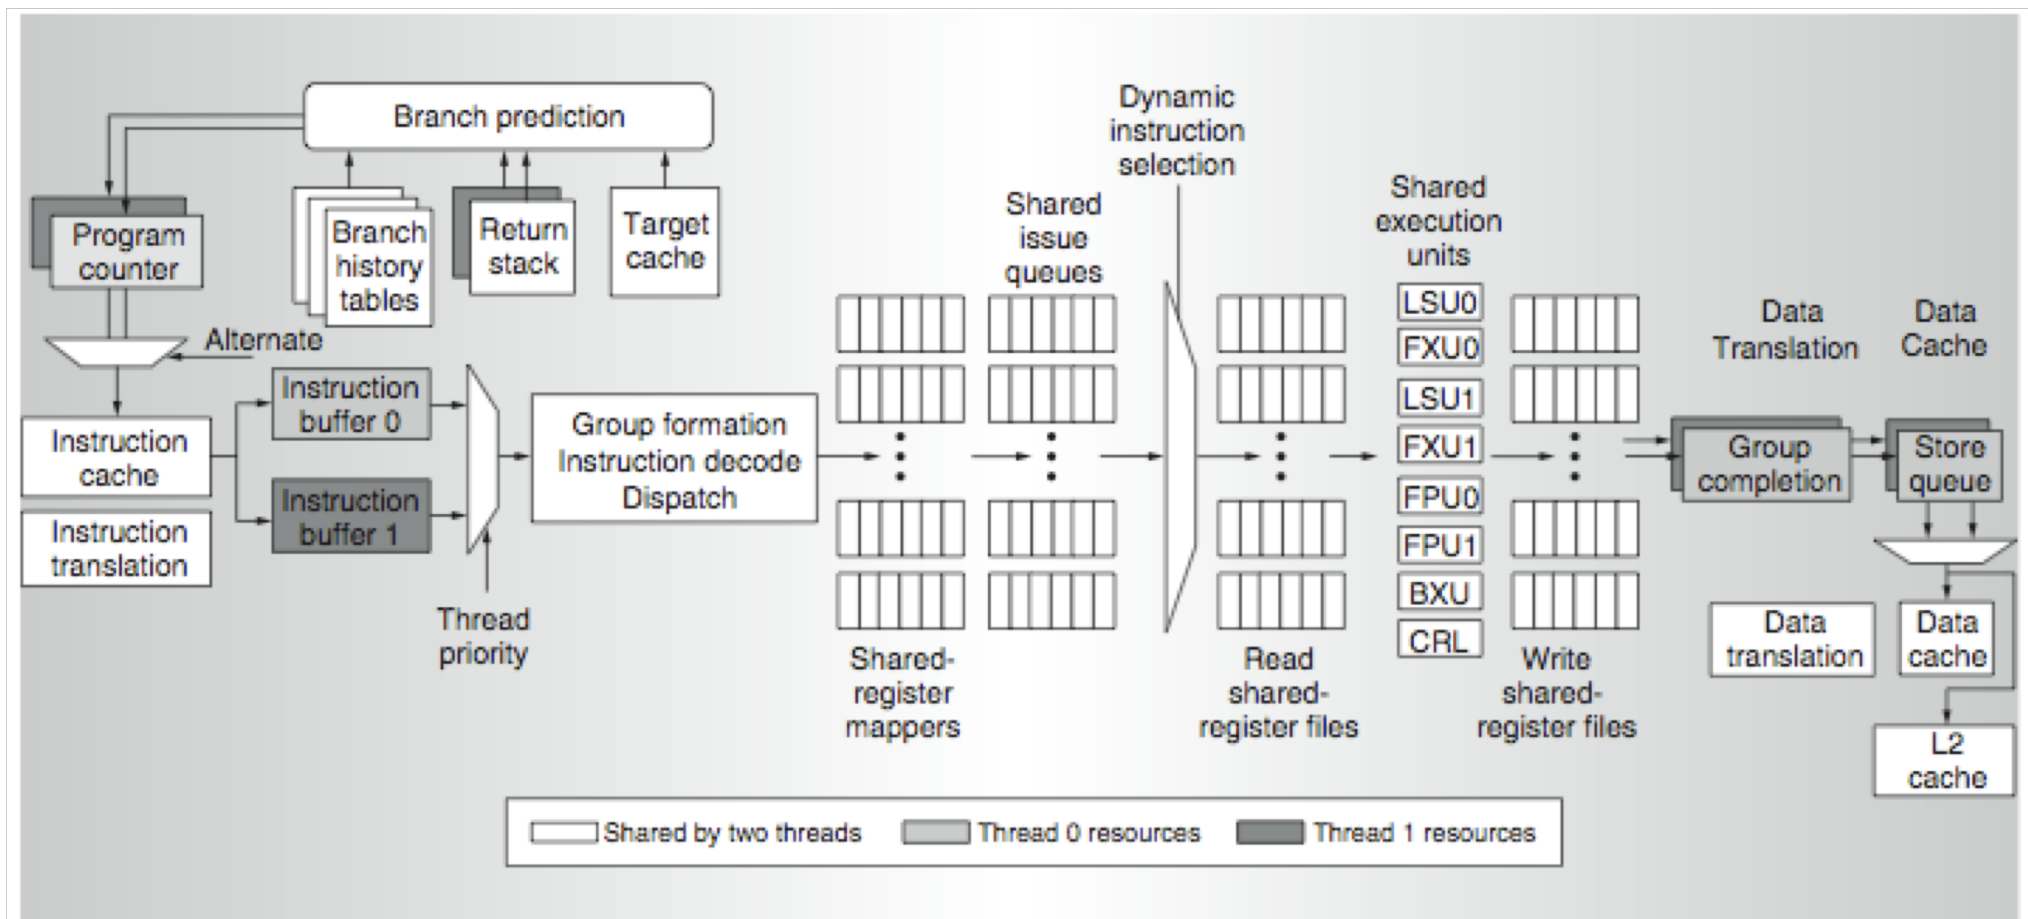 Branch prediction
Program
counter
Branch
history
tables
Return
stack
Target
cache
Alternate
Instruction
cache
Instruction
translation
Instruction
buffer 0
Instruction
buffer 1
Thread
priority
Group formation
Instruction decode
Dispatch
Shared-
register
mappers
Shared
issue
queues
Dynamic
instruction
selection
Read
shared-
register files
Shared
execution
units
LSU0
FXU0
LSU1
FXU1
FPU0
FPU1
BXU
CRL
Write
shared-
register files
Data
Translation
Data
Cache
Group
completion
Store
queue
Data
translation
Data
cache
L2
cache
Shared by two threads
Thread 0 resources
Thread 1 resources